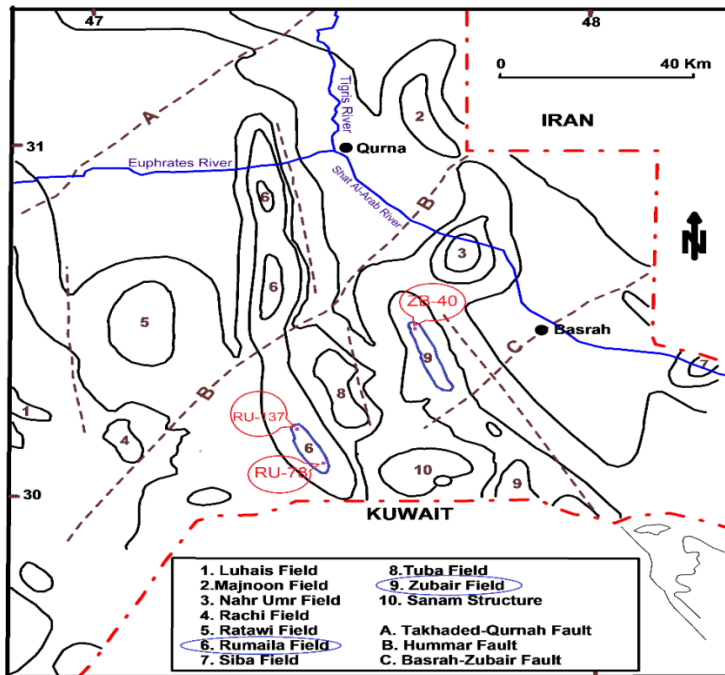 47
48
0
40 Km
A
Tigris River
2
IRAN
31
Qurna
Euphrates River
Shat Al-Arab River
B
N
6
3
6
5
ZB-40
Basrah
C
9
7
B
8
1
RU-137
4
6
10
RU-78
9
30
KUWAIT
1. Luhais Field
2.Majnoon Field
3. Nahr Umr Field
4. Rachi Field
5. Ratawi Field
6. Rumaila Field
7. Siba Field
8.Tuba Field
9. Zubair Field
10. Sanam Structure
A. Takhaded-Qurnah Fault
B. Hummar Fault
C. Basrah-Zubair Fault